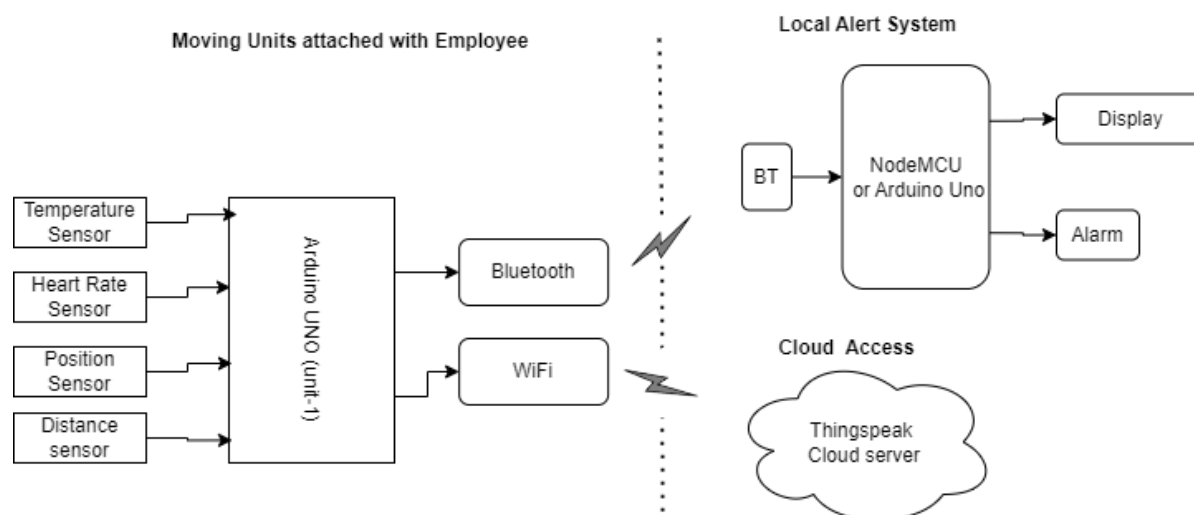 Moving Units attached with Employee
Temperature
Sensor
Heart Rate
Sensor
Position
Sensor
Distance
sensor
Arduino UNO (unit-1)
Bluetooth
WiFi
Local Alert System
BT
NodeMCU
or Arduino Uno
Display
Alarm
Cloud Access
Thingspeak
Cloud server